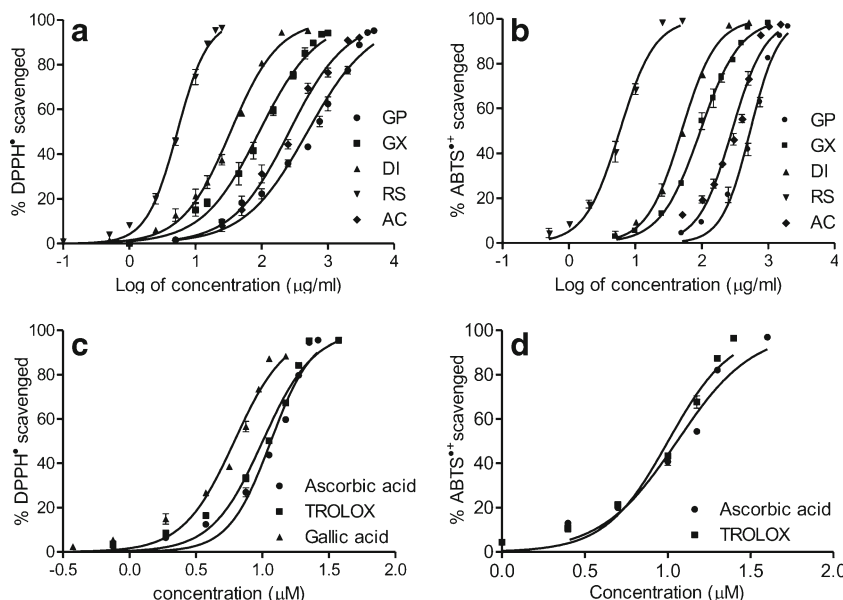 a
% DPPH• scavenged
100
80
60
40
20
0
-1 0 1 2 3 4
Log of concentration (μg/ml)
GP
GX
DI
RS
AC
b
% ABTS•+ scavenged
100
80
60
40
20
0
-1 0 1 2 3 4
Log of concentration (μg/ml)
GP
GX
DI
RS
AC
c
% DPPH• scavenged
100
80
60
40
20
0
-0.5 0.0 0.5 1.0 1.5 2.0
concentration (μM)
Ascorbic acid
TROLOX
Gallic acid
d
% ABTS•+ scavenged
100
80
60
40
20
0
0.0 0.5 1.0 1.5 2.0
Concentration (μM)
Ascorbic acid
TROLOX